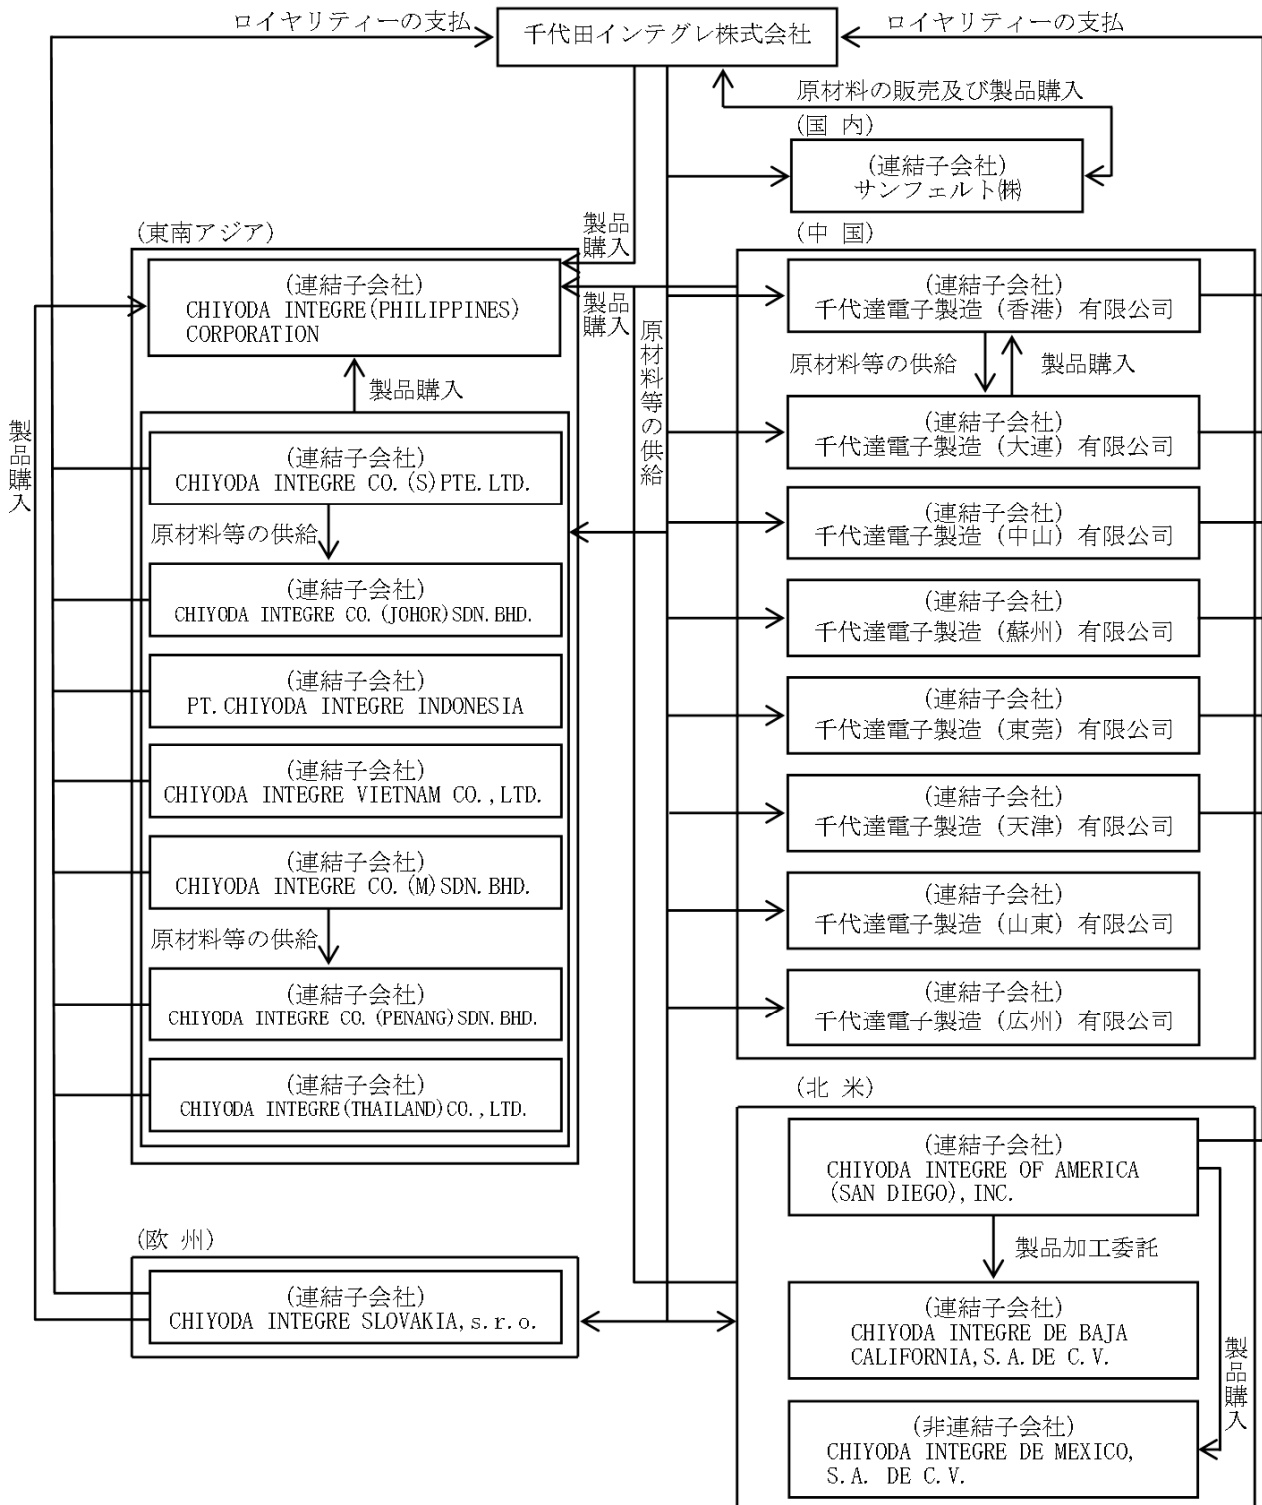 ロイヤリティーの支払
千代田インテグレ株式会社
ロイヤリティーの支払
原材料の販売及び製品購入
(国 内)
(連結子会社)
サンフェルト㈱
(東南アジア)
製品
購入
(中 国)
(連結子会社)
CHIYODA INTEGRE(PHILIPPINES)
CORPORATION
製品
購入
原材料等の供給
(連結子会社)
千代達電子製造（香港）有限公司
原材料等の供給
製品購入
製品購入
製品購入
(連結子会社)
千代達電子製造（大連）有限公司
(連結子会社)
CHIYODA INTEGRE CO.(S)PTE.LTD.
原材料等の供給
(連結子会社)
千代達電子製造（中山）有限公司
(連結子会社)
CHIYODA INTEGRE CO.(JOHOR)SDN.BHD.
(連結子会社)
千代達電子製造（蘇州）有限公司
(連結子会社)
PT.CHIYODA INTEGRE INDONESIA
(連結子会社)
千代達電子製造（東莞）有限公司
(連結子会社)
CHIYODA INTEGRE VIETNAM CO.,LTD.
(連結子会社)
千代達電子製造（天津）有限公司
(連結子会社)
CHIYODA INTEGRE CO.(M)SDN.BHD.
原材料等の供給
(連結子会社)
千代達電子製造（山東）有限公司
(連結子会社)
CHIYODA INTEGRE CO.(PENANG)SDN.BHD.
(連結子会社)
千代達電子製造（広州）有限公司
(連結子会社)
CHIYODA INTEGRE(THAILAND)CO.,LTD.
(北 米)
(連結子会社)
CHIYODA INTEGRE OF AMERICA
(SAN DIEGO),INC.
製品加工委託
(欧 州)
(連結子会社)
CHIYODA INTEGRE SLOVAKIA,s.r.o.
(連結子会社)
CHIYODA INTEGRE DE BAJA
CALIFORNIA,S.A.DE C.V.
製品購入
(非連結子会社)
CHIYODA INTEGRE DE MEXICO,
S.A. DE C.V.